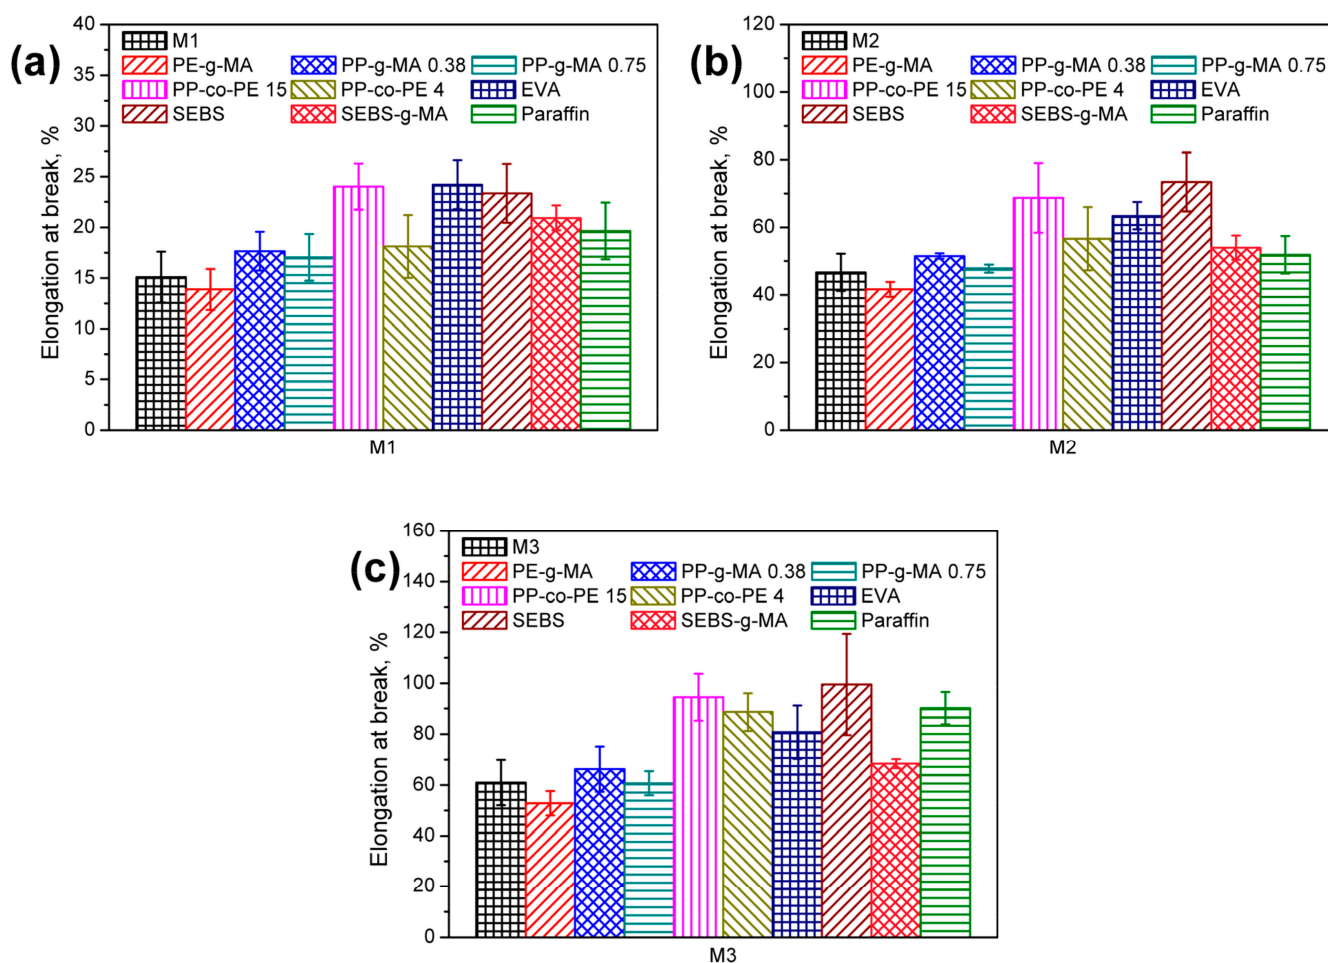 (a)
Elongation at break, %
40
35
30
25
20
15
10
5
0
M1
PE-g-MA PP-g-MA 0.38 PP-g-MA 0.75
PP-co-PE 15 PP-co-PE 4 EVA
SEBS SEBS-g-MA Paraffin
M1
(b)
Elongation at break, %
120
100
80
60
40
20
0
M2
PE-g-MA PP-g-MA 0.38 PP-g-MA 0.75
PP-co-PE 15 PP-co-PE 4 EVA
SEBS SEBS-g-MA Paraffin
M2
(c)
Elongation at break, %
160
140
120
100
80
60
40
20
0
M3
PE-g-MA PP-g-MA 0.38 PP-g-MA 0.75
PP-co-PE 15 PP-co-PE 4 EVA
SEBS SEBS-g-MA Paraffin
M3